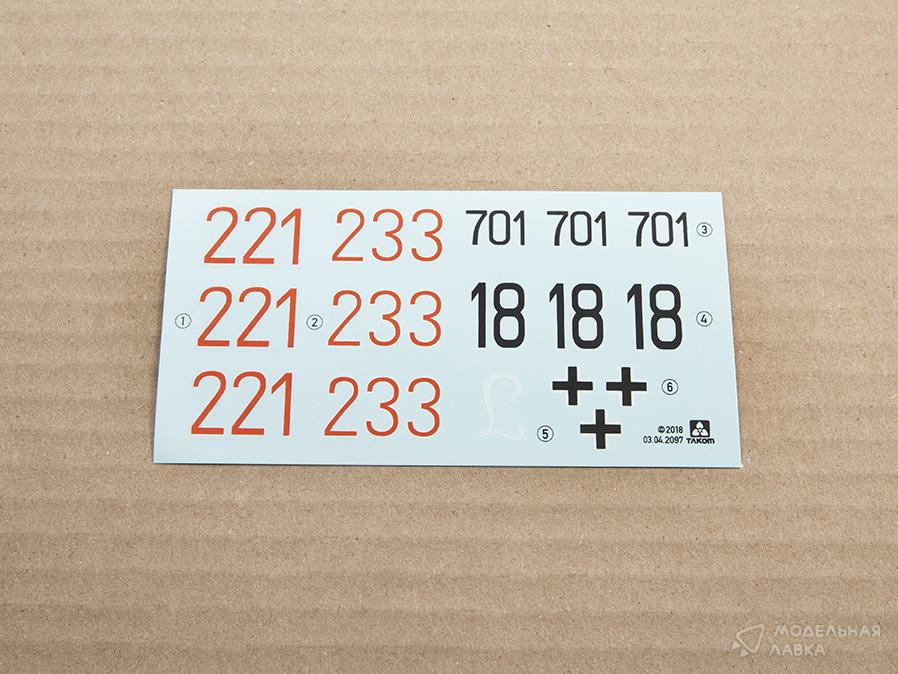 221 233 701 701 701 3
1 221 2 233 18 18 18 4
221 233 L 5 6
©2018
03.04.2097 TAKOM
МОДЕЛЬНАЯ
ЛАВКА